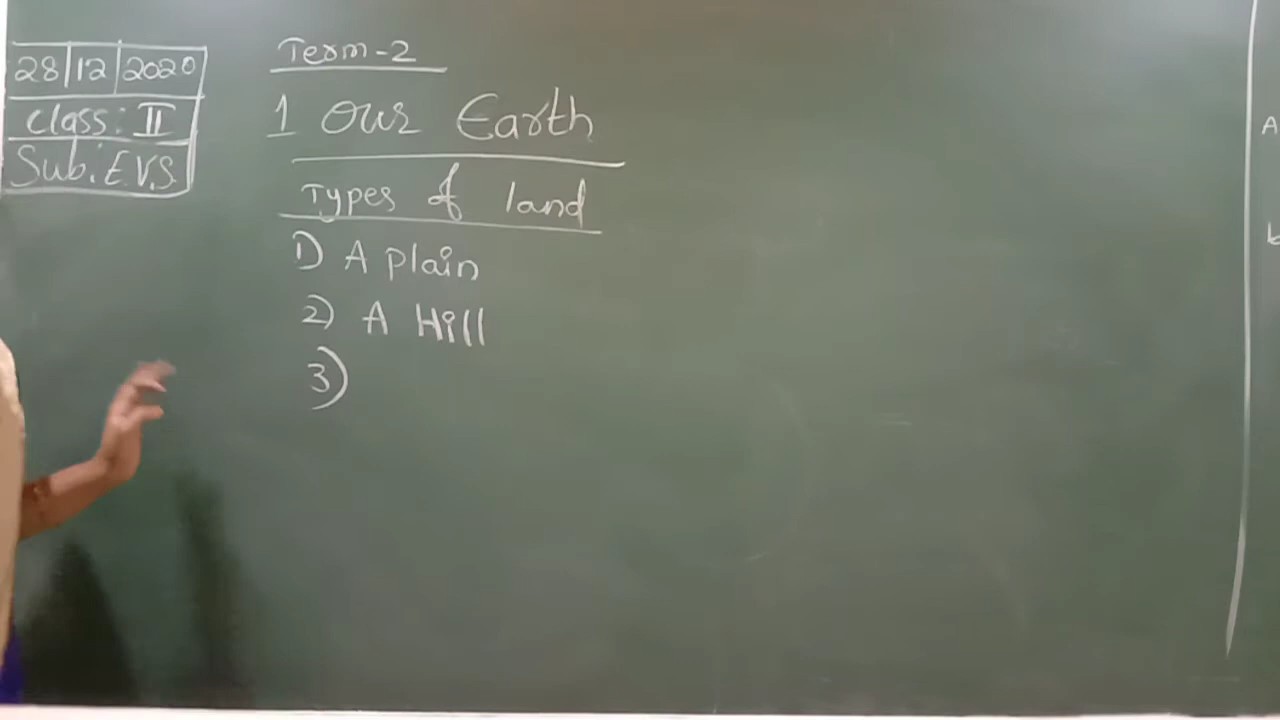 28|12|2020
Class: II
Sub: E.V.S.
Term-2
1 Our Earth
Types of land
1) A plain
2) A Hill
3)
A